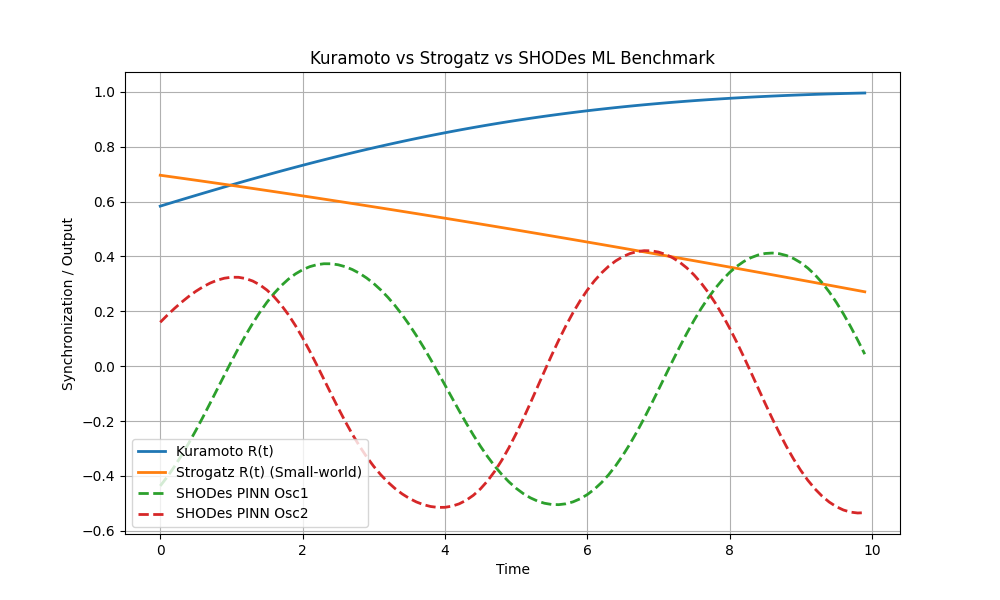 Kuramoto vs Strogatz vs SHODes ML Benchmark
Synchronization / Output
1.0
0.8
0.6
0.4
0.2
0.0
−0.2
−0.4
−0.6
Kuramoto R(t)
Strogatz R(t) (Small-world)
SHODes PINN Osc1
SHODes PINN Osc2
0 2 4 6 8 10
Time